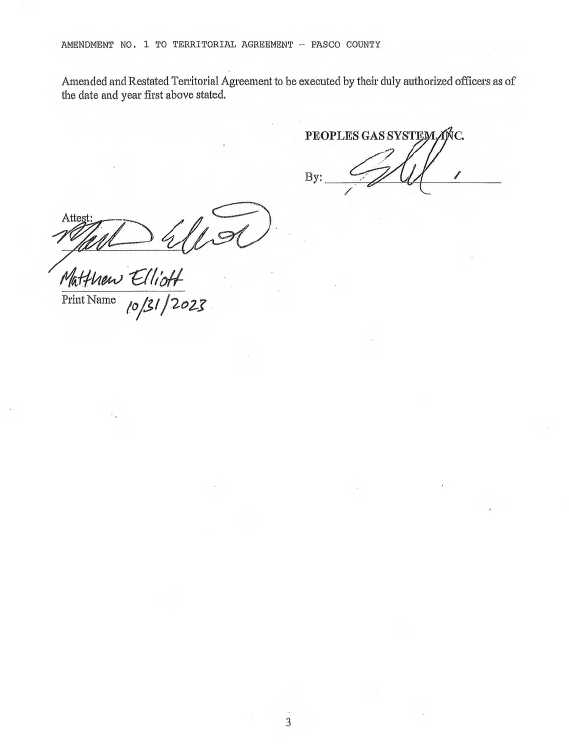 AMENDMENT NO. 1 TO TERRITORIAL AGREEMENT -- PASCO COUNTY
Amended and Restated Territorial Agreement to be executed by their duly authorized officers as of
the date and year first above stated.
PEOPLES GAS SYSTEM, INC.
By:
Attest:
Matthew Elliott
Print Name 10/31/2023
3